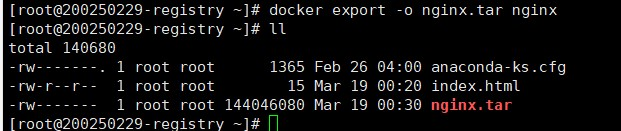 [root@200250229-registry ~]# docker export -o nginx.tar nginx
[root@200250229-registry ~]# ll
total 140680
-rw-------. 1 root root      1365 Feb 26 04:00 anaconda-ks.cfg
-rw-r--r--  1 root root        15 Mar 19 00:20 index.html
-rw-------  1 root root 144046080 Mar 19 00:30 nginx.tar
[root@200250229-registry ~]#